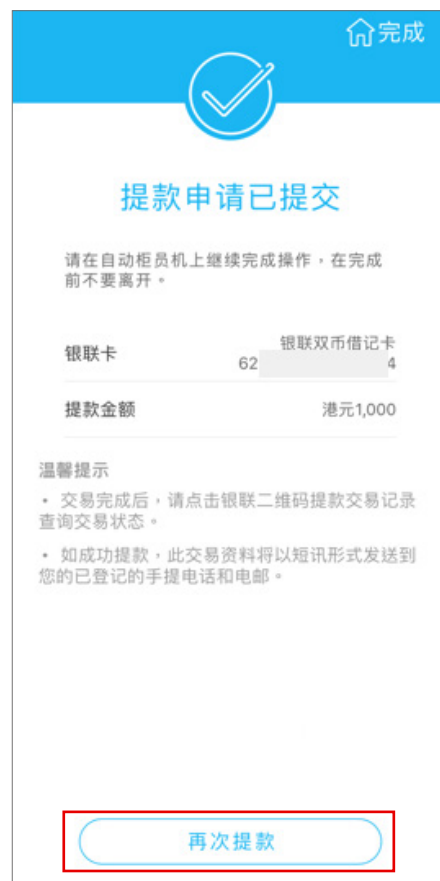 完成
提款申请已提交
请在自动柜员机上继续完成操作，在完成
前不要离开。
银联卡
银联双币借记卡
62 4
提款金额
港元1,000
温馨提示
• 交易完成后，请点击银联二维码提款交易记录
查询交易状态。
• 如成功提款，此交易资料将以短讯形式发送到
您的已登记的手提电话和电邮。
再次提款